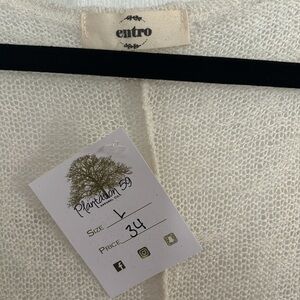 entro
Plantation 59
SIZE L
PRICE 34